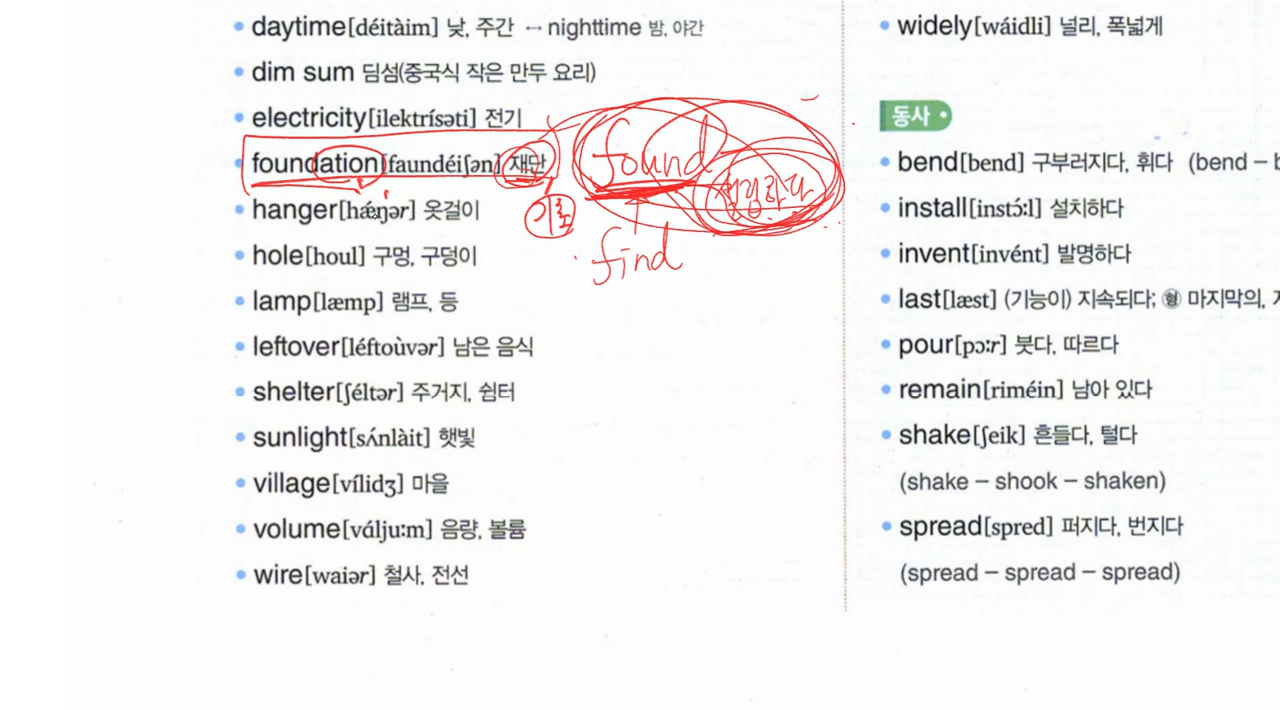 daytime[déitàim] 낮, 주간 ↔ nighttime 밤, 야간
dim sum 딤섬(중국식 작은 만두 요리)
electricity[ilektrísəti] 전기
foundation[faundéiʃən] 재단
hanger[hǽŋər] 옷걸이
hole[houl] 구멍, 구덩이
lamp[læmp] 램프, 등
leftover[léftoùvər] 남은 음식
shelter[ʃéltər] 주거지, 쉼터
sunlight[sʌ́nlàit] 햇빛
village[vílidʒ] 마을
volume[válju:m] 음량, 볼륨
wire[waiər] 철사, 전선
found
설립하다
기초
find
widely[wáidli] 널리, 폭넓게
동사
bend[bend] 구부러지다, 휘다 (bend – b
install[instɔ́:l] 설치하다
invent[invént] 발명하다
last[læst] (기능이) 지속되다; 형 마지막의,
pour[pɔ:r] 붓다, 따르다
remain[riméin] 남아 있다
shake[ʃeik] 흔들다, 털다
(shake – shook – shaken)
spread[spred] 퍼지다, 번지다
(spread – spread – spread)